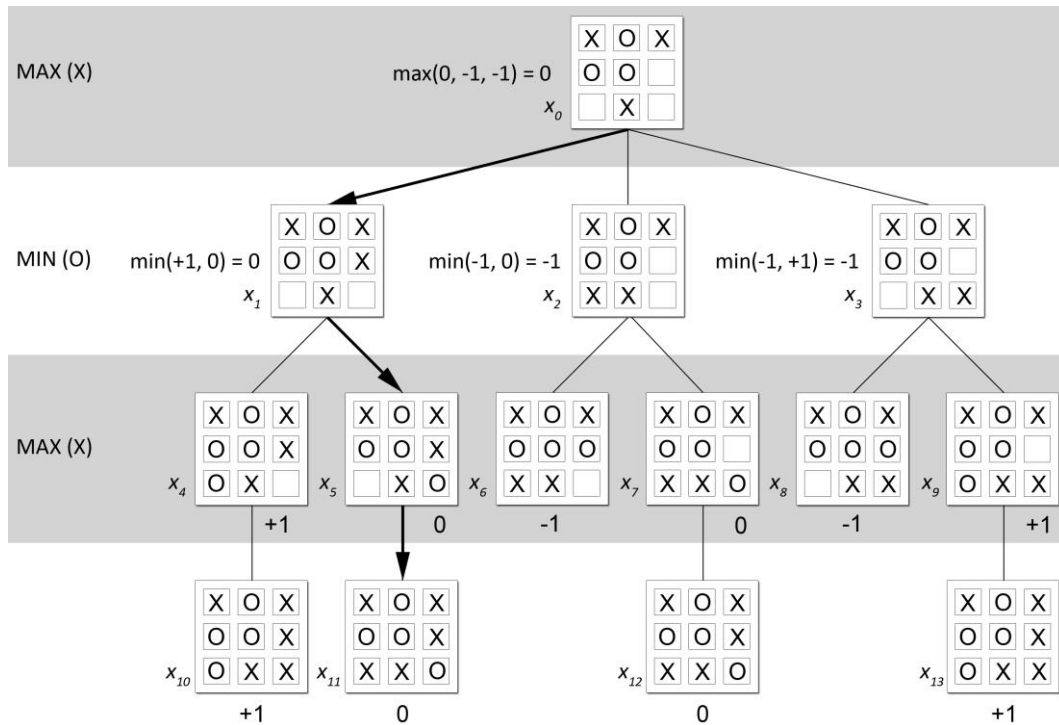 X O X
MAX (X)
max(0, -1, -1) = 0
O O
x0
X
X O X
X O X
X O X
MIN (O)
min(+1, 0) = 0
O O X
min(-1, 0) = -1
O O
min(-1, +1) = -1
O O
x1
X
x2
X X
x3
X X
X O X
X O X
X O X
X O X
X O X
X O X
MAX (X)
O O X
O O X
O O O
O O
O O O
O O
x4
O X
x5
X O
x6
X X
x7
X X O
x8
X X
x9
O X X
+1
0
-1
0
-1
+1
X O X
X O X
X O X
X O X
O O X
O O X
O O X
O O X
x10
O X X
x11
X X O
x12
X X O
x13
O X X
+1
0
0
+1